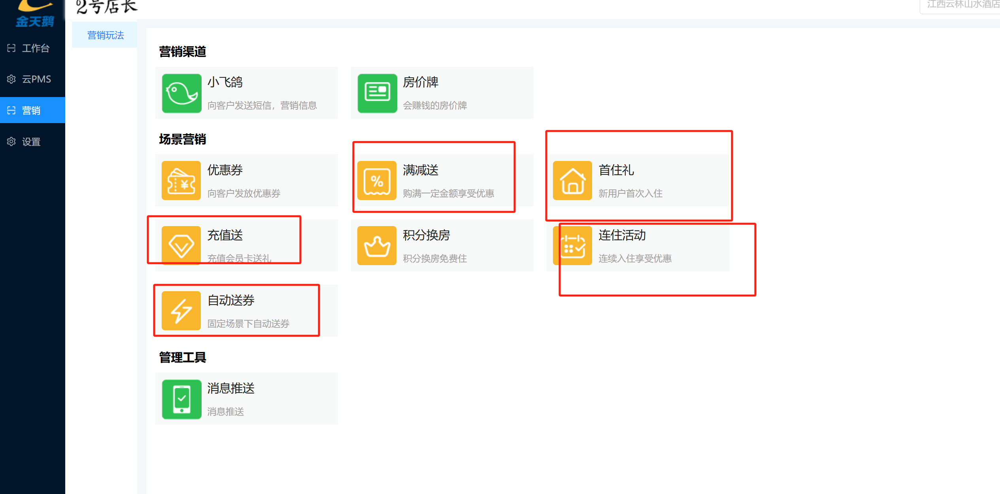 2号店长
江西云林山水酒店
金天鹅
工作台
云PMS
营销
设置
营销玩法
营销渠道
小飞鸽
向客户发送短信，营销信息
房价牌
会赚钱的房价牌
场景营销
优惠券
向客户发放优惠券
满减送
购满一定金额享受优惠
首住礼
新用户首次入住
充值送
充值会员卡送礼
积分换房
积分换房免费住
连住活动
连续入住享受优惠
自动送券
固定场景下自动送券
管理工具
消息推送
消息推送